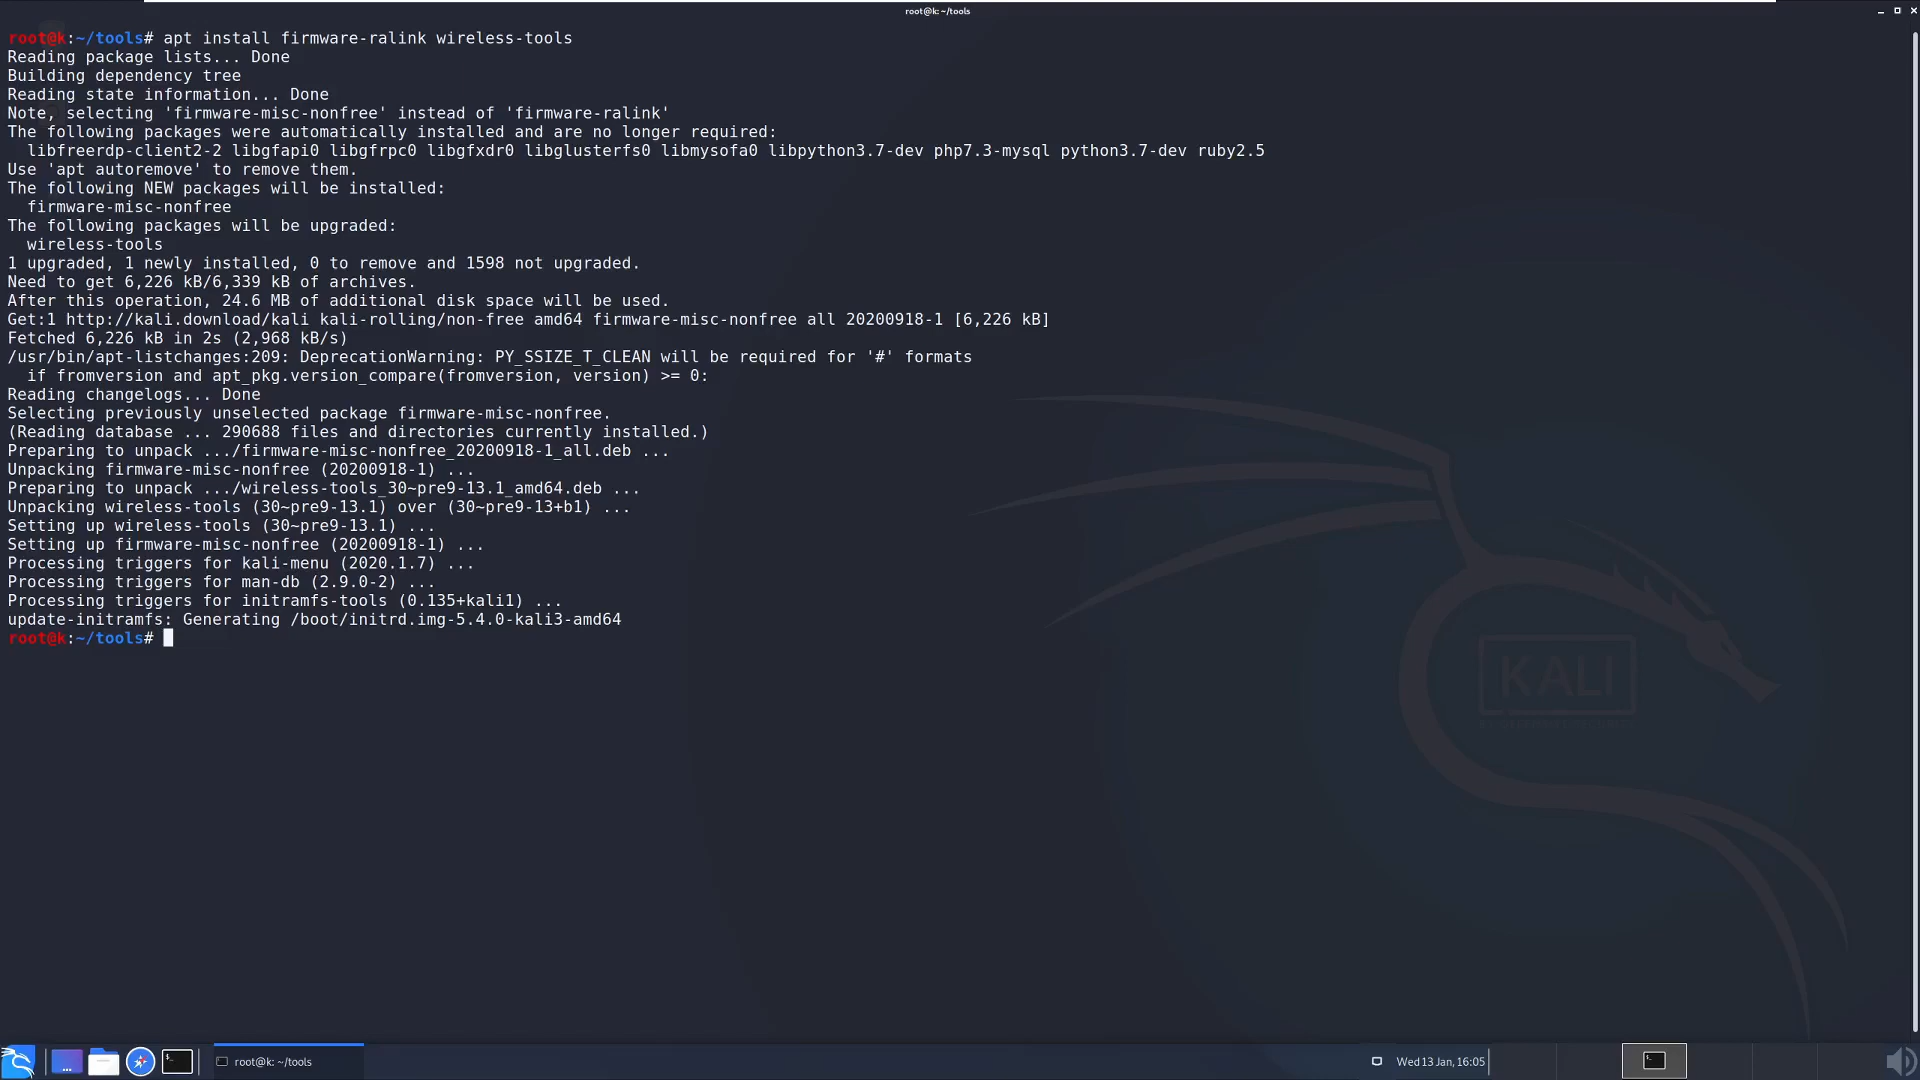 root@k: ~/tools
root@k:~/tools# apt install firmware-ralink wireless-tools
Reading package lists... Done
Building dependency tree
Reading state information... Done
Note, selecting 'firmware-misc-nonfree' instead of 'firmware-ralink'
The following packages were automatically installed and are no longer required:
  libfreerdp-client2-2 libgfapi0 libgfrpc0 libgfxdr0 libglusterfs0 libmysofa0 libpython3.7-dev php7.3-mysql python3.7-dev ruby2.5
Use 'apt autoremove' to remove them.
The following NEW packages will be installed:
  firmware-misc-nonfree
The following packages will be upgraded:
  wireless-tools
1 upgraded, 1 newly installed, 0 to remove and 1598 not upgraded.
Need to get 6,226 kB/6,339 kB of archives.
After this operation, 24.6 MB of additional disk space will be used.
Get:1 http://kali.download/kali kali-rolling/non-free amd64 firmware-misc-nonfree all 20200918-1 [6,226 kB]
Fetched 6,226 kB in 2s (2,968 kB/s)
/usr/bin/apt-listchanges:209: DeprecationWarning: PY_SSIZE_T_CLEAN will be required for '#' formats
  if fromversion and apt_pkg.version_compare(fromversion, version) >= 0:
Reading changelogs... Done
Selecting previously unselected package firmware-misc-nonfree.
(Reading database ... 290688 files and directories currently installed.)
Preparing to unpack .../firmware-misc-nonfree_20200918-1_all.deb ...
Unpacking firmware-misc-nonfree (20200918-1) ...
Preparing to unpack .../wireless-tools_30~pre9-13.1_amd64.deb ...
Unpacking wireless-tools (30~pre9-13.1) over (30~pre9-13+b1) ...
Setting up wireless-tools (30~pre9-13.1) ...
Setting up firmware-misc-nonfree (20200918-1) ...
Processing triggers for kali-menu (2020.1.7) ...
Processing triggers for man-db (2.9.0-2) ...
Processing triggers for initramfs-tools (0.135+kali1) ...
update-initramfs: Generating /boot/initrd.img-5.4.0-kali3-amd64
root@k:~/tools#
KALI
root@k: ~/tools
Wed 13 Jan, 16:05